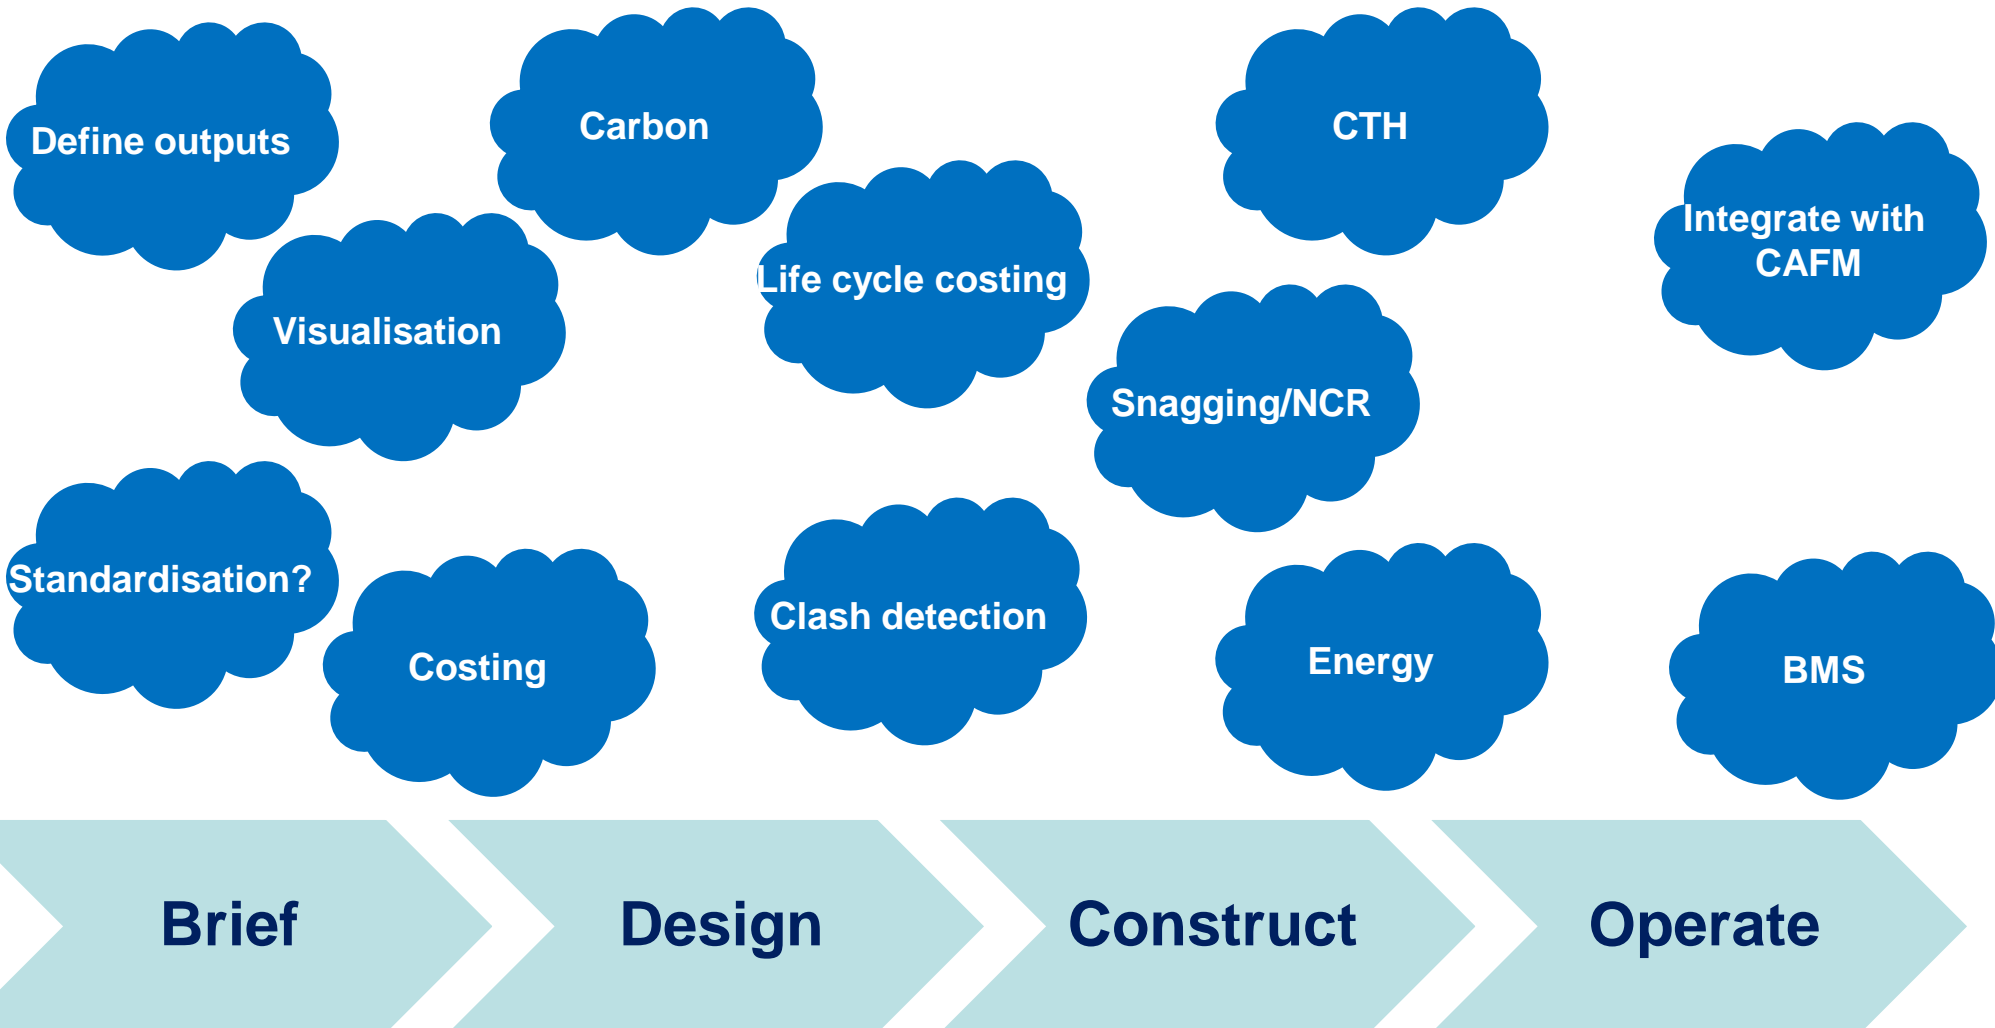 Define outputs
Carbon
CTH
Integrate with
CAFM
Visualisation
Life cycle costing
Snagging/NCR
Standardisation?
Costing
Clash detection
Energy
BMS
Brief
Design
Construct
Operate